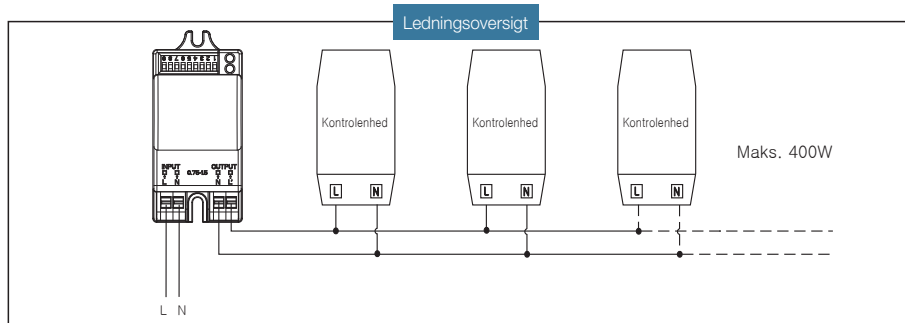 Ledningsoversigt
Kontrolenhed
Kontrolenhed
Kontrolenhed
Maks. 400W
INPUT 0.75-1.5 OUTPUT
L N N L'
L N
L N
L N
L N